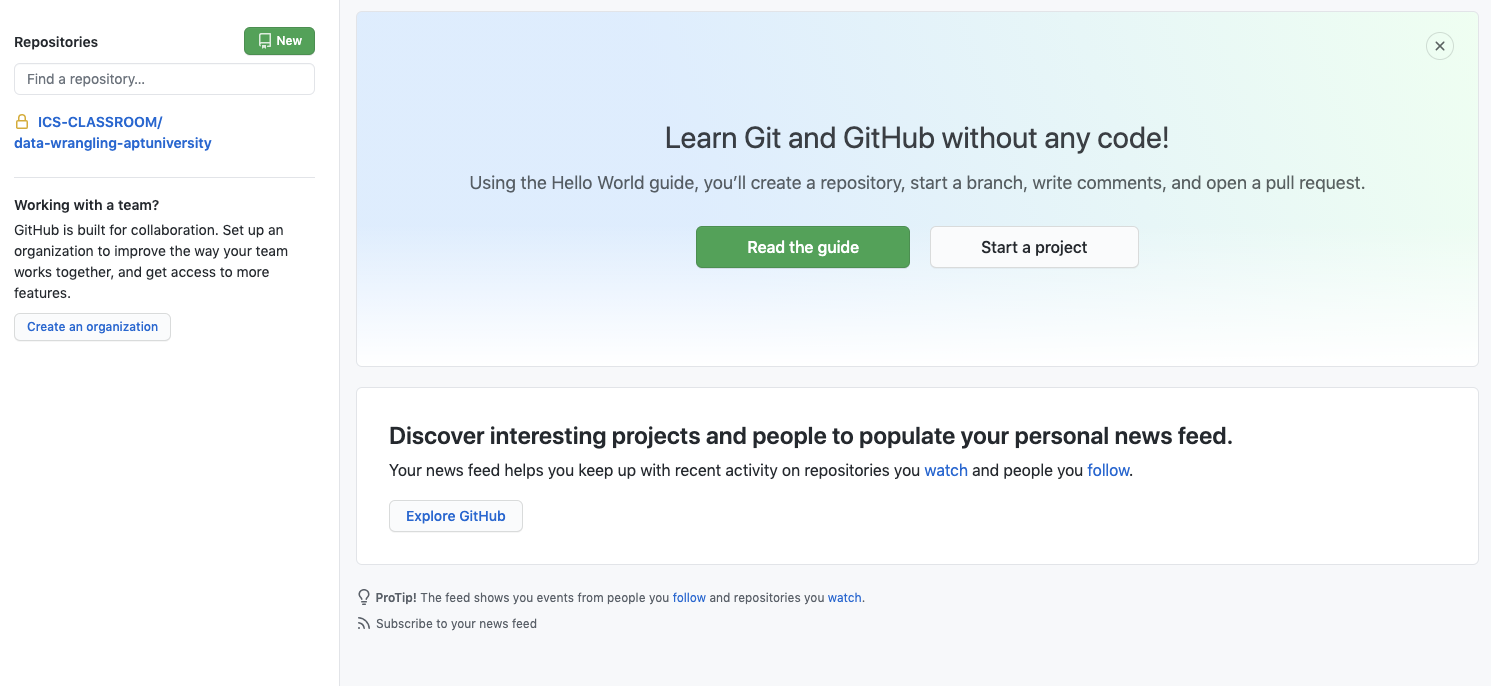 Repositories
New
Find a repository...
ICS-CLASSROOM/
data-wrangling-aptuniversity
Working with a team?
GitHub is built for collaboration. Set up an
organization to improve the way your team
works together, and get access to more
features.
Create an organization
Learn Git and GitHub without any code!
Using the Hello World guide, you’ll create a repository, start a branch, write comments, and open a pull request.
Read the guide
Start a project
Discover interesting projects and people to populate your personal news feed.
Your news feed helps you keep up with recent activity on repositories you watch and people you follow.
Explore GitHub
ProTip! The feed shows you events from people you follow and repositories you watch.
Subscribe to your news feed